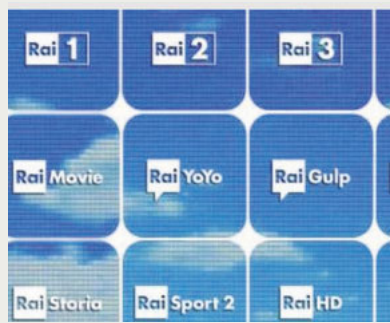 Rai 1
Rai 2
Rai 3
Rai Movie
Rai YoYo
Rai Gulp
Rai Storia
Rai Sport 2
Rai HD